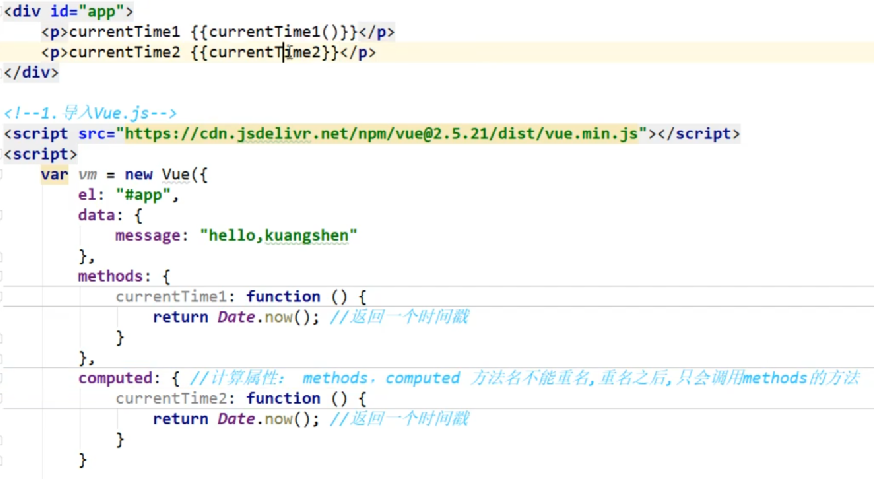 <div id="app">
    <p>currentTime1 {{currentTime1()}}</p>
    <p>currentTime2 {{currentTime2}}</p>
</div>
<!--1.导入Vue.js-->
<script src="https://cdn.jsdelivr.net/npm/vue@2.5.21/dist/vue.min.js"></script>
<script>
    var vm = new Vue({
        el: "#app",
        data: {
            message: "hello,kuangshen"
        },
        methods: {
            currentTime1: function () {
                return Date.now(); //返回一个时间戳
            }
        },
        computed: { //计算属性: methods，computed 方法名不能重名,重名之后,只会调用methods的方法
            currentTime2: function () {
                return Date.now(); //返回一个时间戳
            }
        }